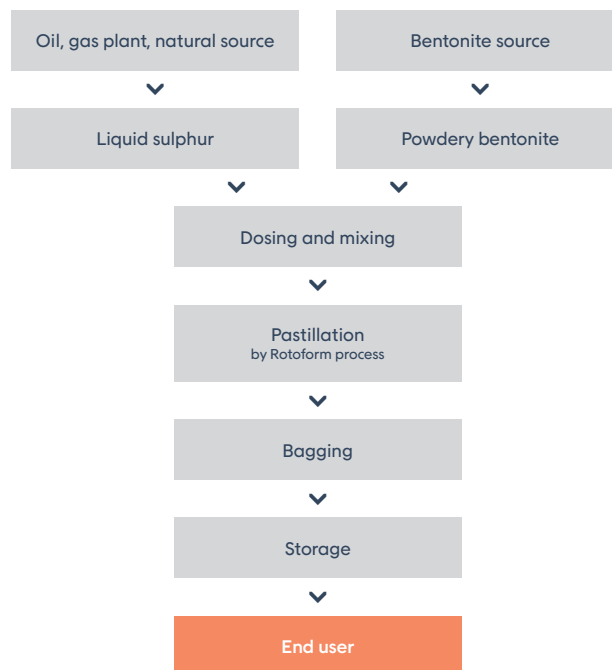 Oil, gas plant, natural source
Bentonite source
Liquid sulphur
Powdery bentonite
Dosing and mixing
Pastillation
by Rotoform process
Bagging
Storage
End user